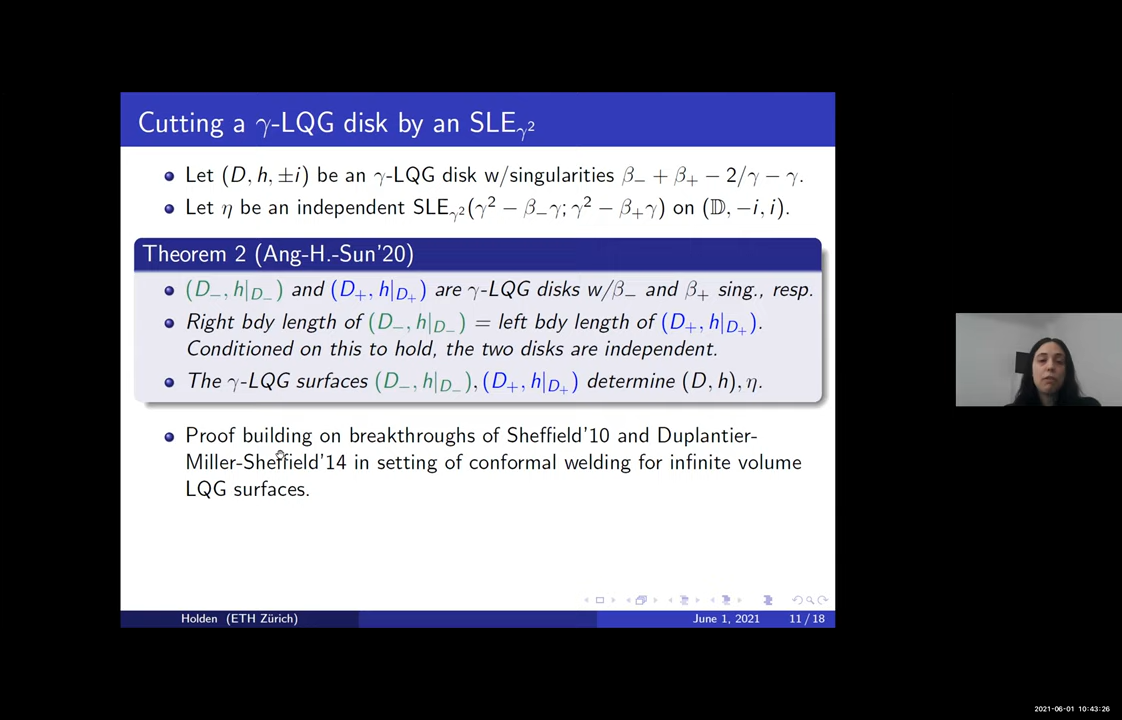 Cutting a γ-LQG disk by an SLE_{γ²}
Let (D, h, ±i) be an γ-LQG disk w/singularities β₋ + β₊ − 2/γ − γ.
Let η be an independent SLE_{γ²}(γ² − β₋γ; γ² − β₊γ) on (𝔻, −i, i).
Theorem 2 (Ang-H.-Sun'20)
(D₋, h|_{D₋}) and (D₊, h|_{D₊}) are γ-LQG disks w/β₋ and β₊ sing., resp.
Right bdy length of (D₋, h|_{D₋}) = left bdy length of (D₊, h|_{D₊}).
Conditioned on this to hold, the two disks are independent.
The γ-LQG surfaces (D₋, h|_{D₋}), (D₊, h|_{D₊}) determine (D, h), η.
Proof building on breakthroughs of Sheffield'10 and Duplantier-
Miller-Sheffield'14 in setting of conformal welding for infinite volume
LQG surfaces.
Holden (ETH Zürich) June 1, 2021 11 / 18
2021-06-01 10:43:26